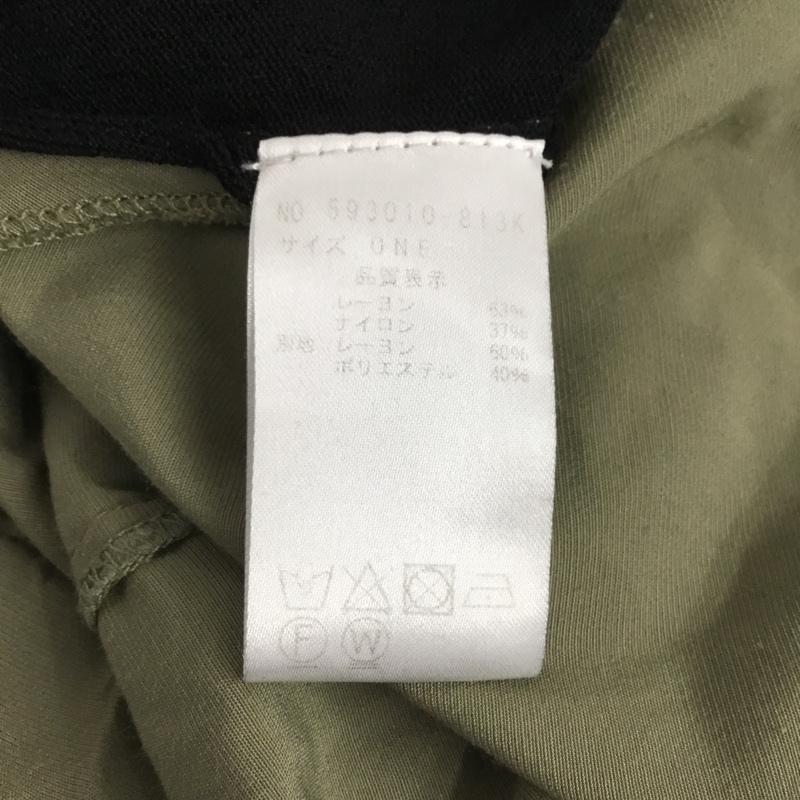 NO 593010-813K
サイズ ONE
品質表示
レーヨン 63%
ナイロン 37%
別地 レーヨン 60%
ポリエステル 40%
F W